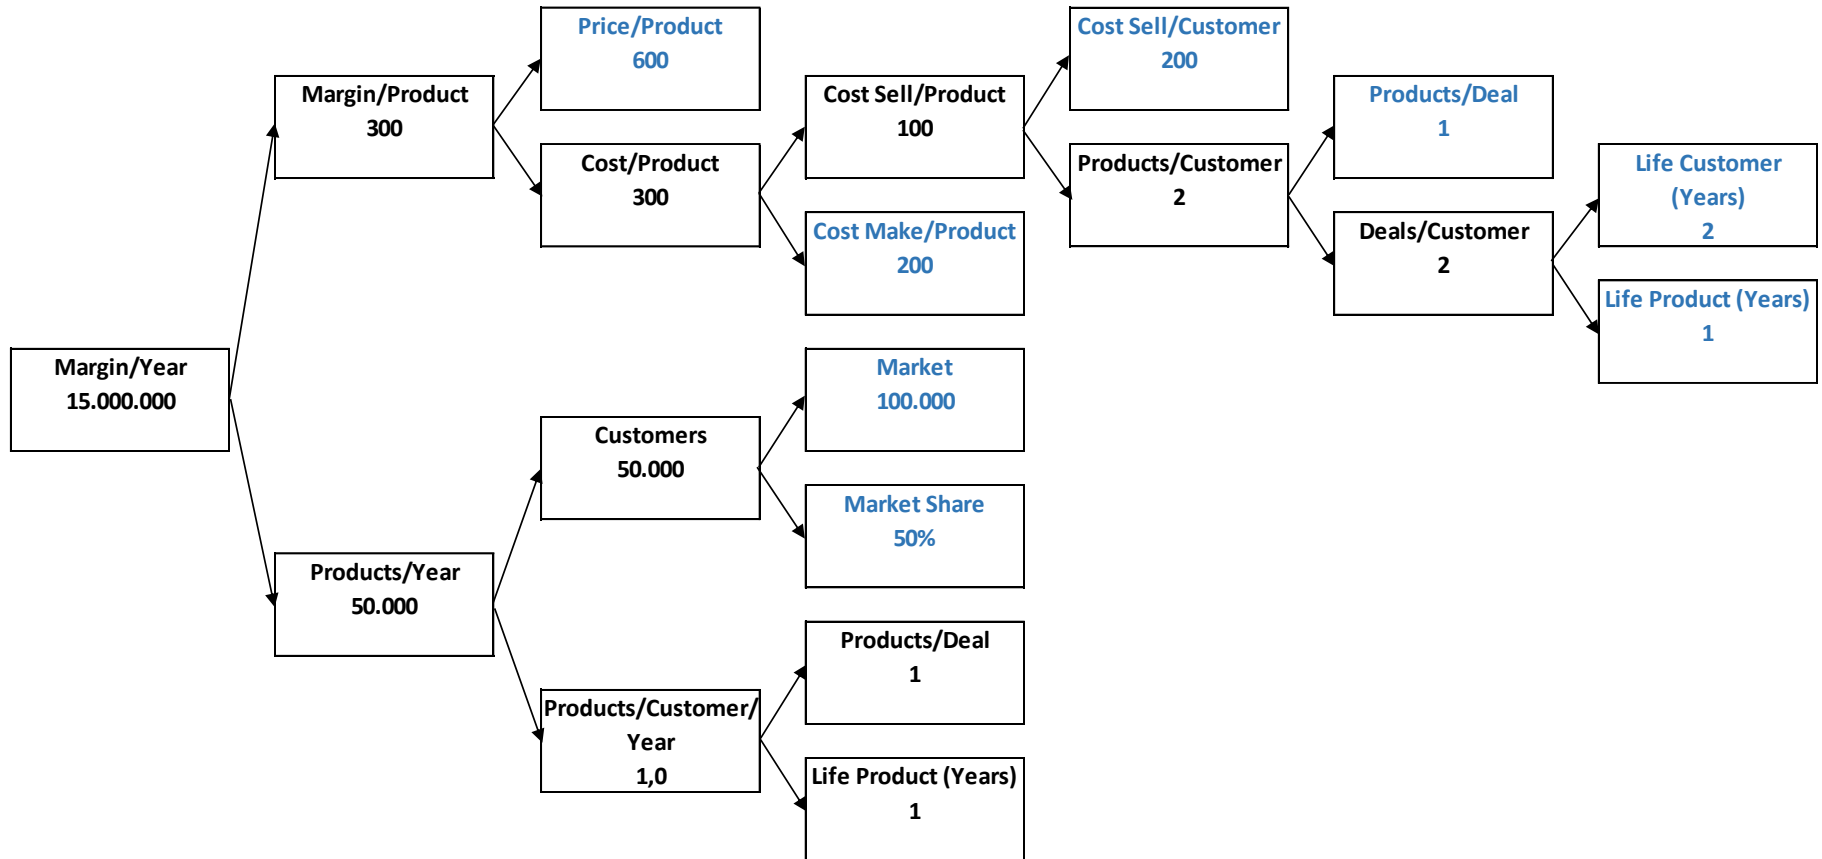 Price/Product
600
Cost Sell/Customer
200
Margin/Product
300
Cost Sell/Product
100
Products/Deal
1
Cost/Product
300
Products/Customer
2
Life Customer
(Years)
2
Cost Make/Product
200
Deals/Customer
2
Life Product (Years)
1
Margin/Year
15.000.000
Market
100.000
Customers
50.000
Market Share
50%
Products/Year
50.000
Products/Deal
1
Products/Customer/
Year
1,0
Life Product (Years)
1